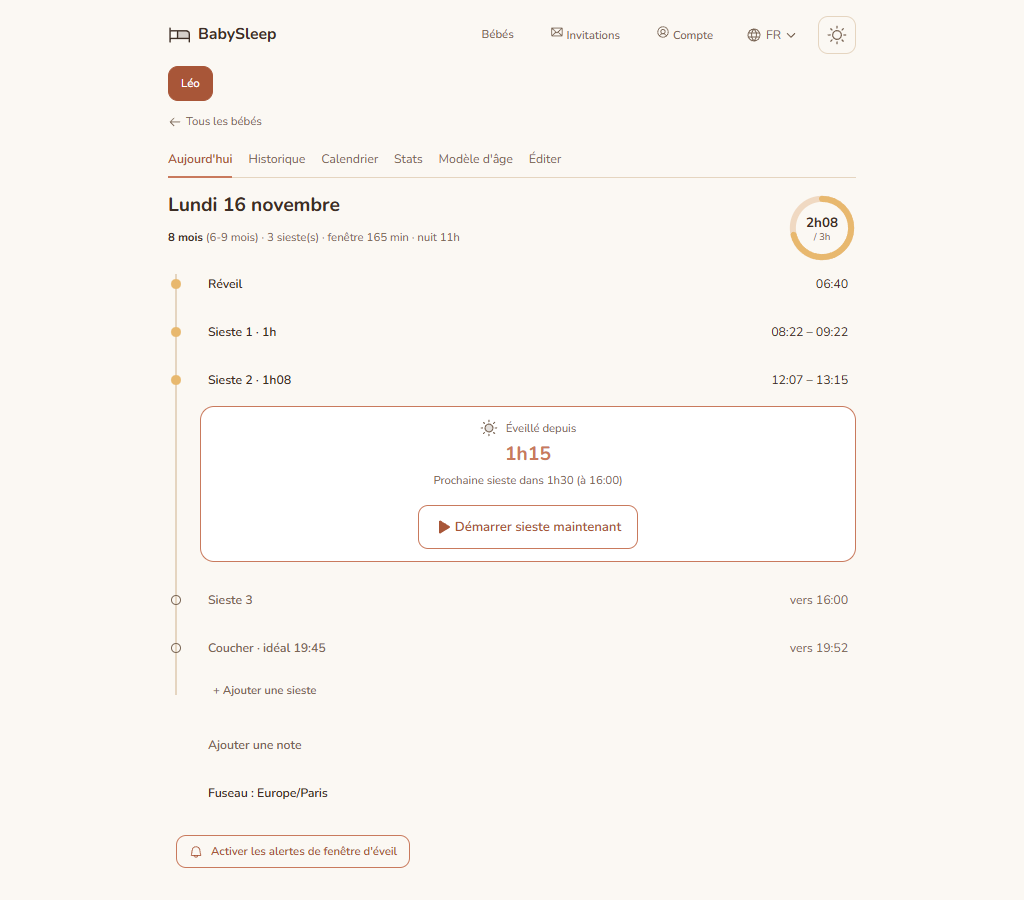 BabySleep
Bébés
Invitations
Compte
FR
Léo
← Tous les bébés
Aujourd'hui
Historique
Calendrier
Stats
Modèle d'âge
Éditer
Lundi 16 novembre
8 mois (6-9 mois) · 3 sieste(s) · fenêtre 165 min · nuit 11h
2h08
/ 3h
Réveil
06:40
Sieste 1 · 1h
08:22 – 09:22
Sieste 2 · 1h08
12:07 – 13:15
Éveillé depuis
1h15
Prochaine sieste dans 1h30 (à 16:00)
Démarrer sieste maintenant
Sieste 3
vers 16:00
Coucher · idéal 19:45
vers 19:52
+ Ajouter une sieste
Ajouter une note
Fuseau : Europe/Paris
Activer les alertes de fenêtre d'éveil